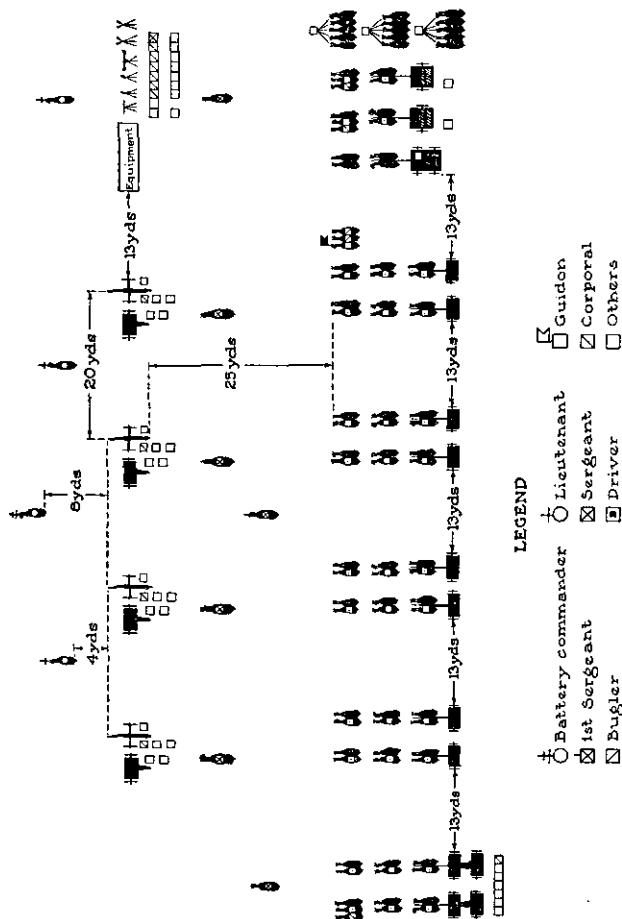 Equipment
13yds
20yds
8yds
4yds
25yds
13yds
13yds
13yds
13yds
13yds
LEGEND
Battery commander
Lieutenant
Guidon
1st Sergeant
Sergeant
Corporal
Bugler
Driver
Others